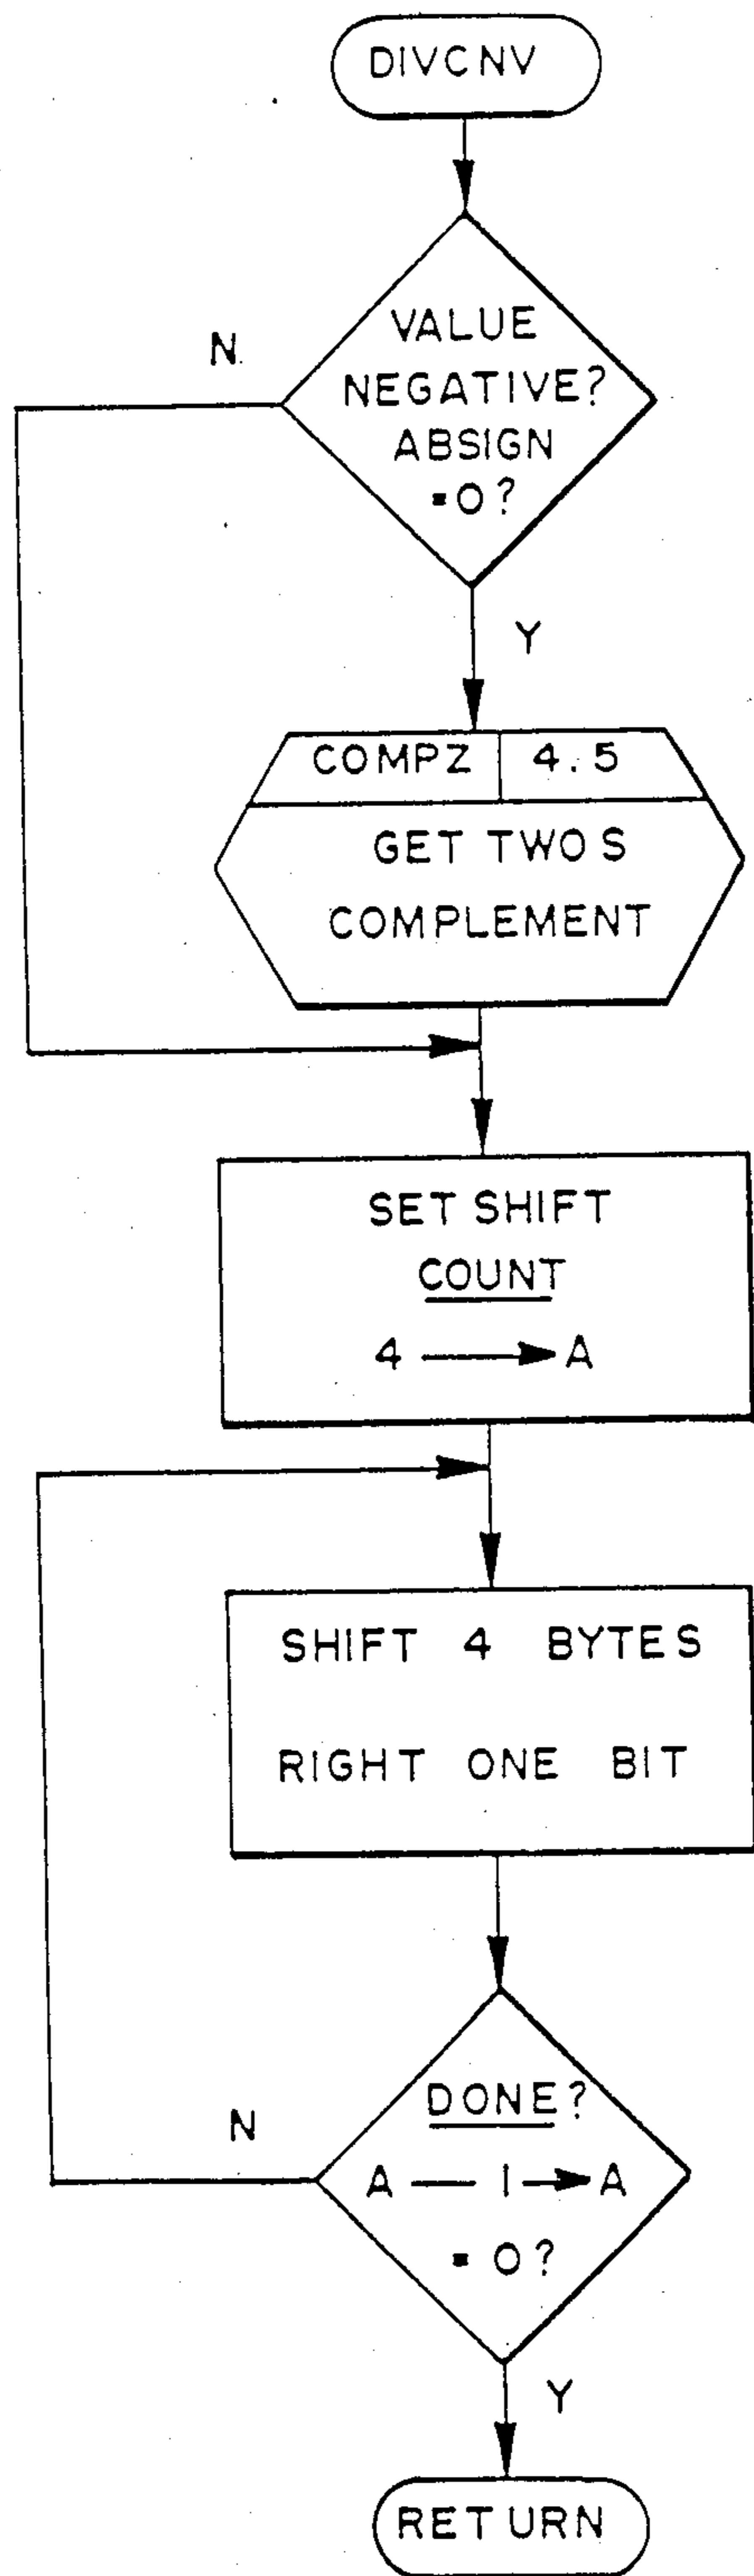 DIVCNV
VALUE
NEGATIVE?
ABSIGN
=0?
N
Y
COMPZ 4.5
GET TWOS
COMPLEMENT
SET SHIFT
COUNT
4 → A
SHIFT 4 BYTES
RIGHT ONE BIT
DONE?
A — 1 → A
= 0?
N
Y
RETURN